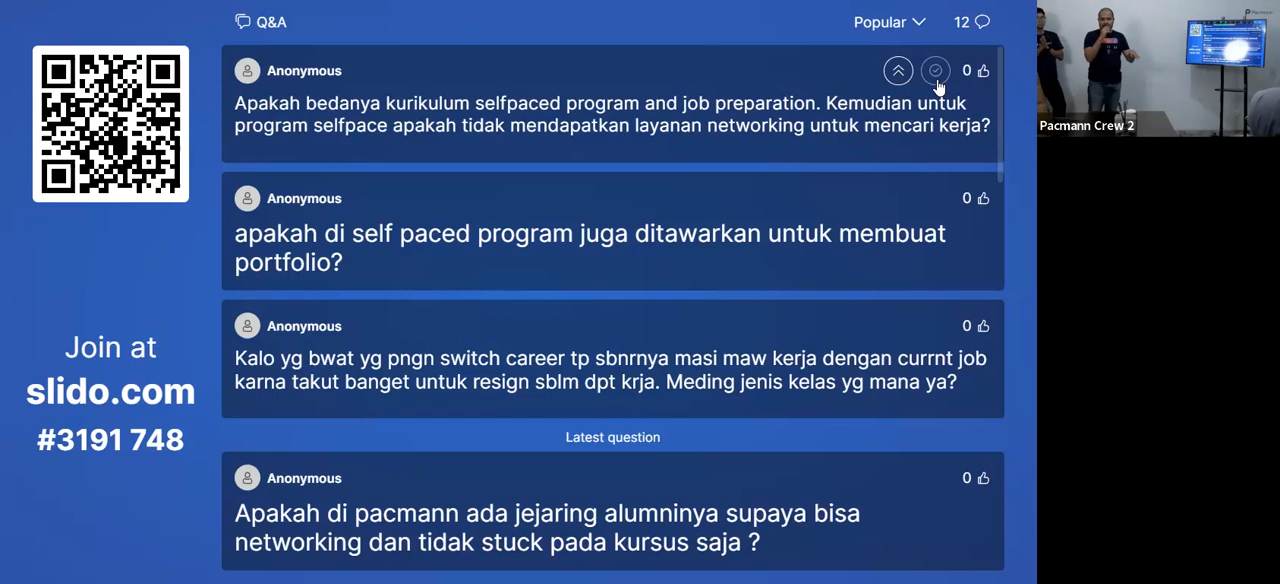 Q&A
Popular
12
Anonymous
0
Apakah bedanya kurikulum selfpaced program and job preparation. Kemudian untuk
program selfpace apakah tidak mendapatkan layanan networking untuk mencari kerja?
Anonymous
0
apakah di self paced program juga ditawarkan untuk membuat
portfolio?
Anonymous
0
Kalo yg bwat yg pngn switch career tp sbnrnya masi maw kerja dengan currnt job
karna takut banget untuk resign sblm dpt krja. Meding jenis kelas yg mana ya?
Latest question
Anonymous
0
Apakah di pacmann ada jejaring alumninya supaya bisa
networking dan tidak stuck pada kursus saja ?
Join at
slido.com
#3191 748
Pacmann Crew 2